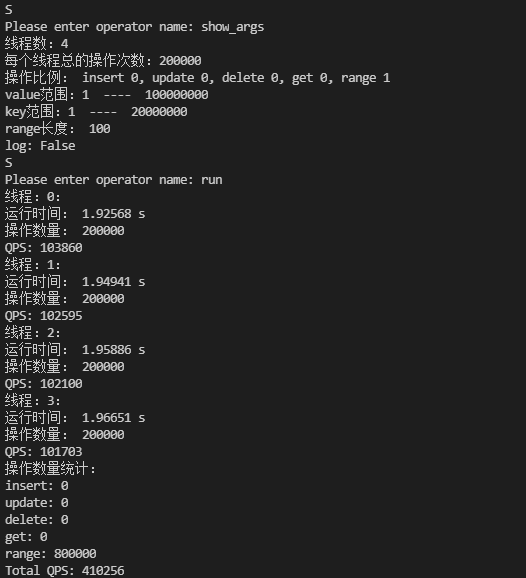 S
Please enter operator name: show_args
线程数：4
每个线程总的操作次数：200000
操作比例： insert 0, update 0, delete 0, get 0, range 1
value范围：1  ----  100000000
key范围：1  ----  20000000
range长度： 100
log: False
S
Please enter operator name: run
线程：0：
运行时间： 1.92568 s
操作数量： 200000
QPS: 103860
线程：1：
运行时间： 1.94941 s
操作数量： 200000
QPS: 102595
线程：2：
运行时间： 1.95886 s
操作数量： 200000
QPS: 102100
线程：3：
运行时间： 1.96651 s
操作数量： 200000
QPS: 101703
操作数量统计：
insert: 0
update: 0
delete: 0
get: 0
range: 800000
Total QPS: 410256